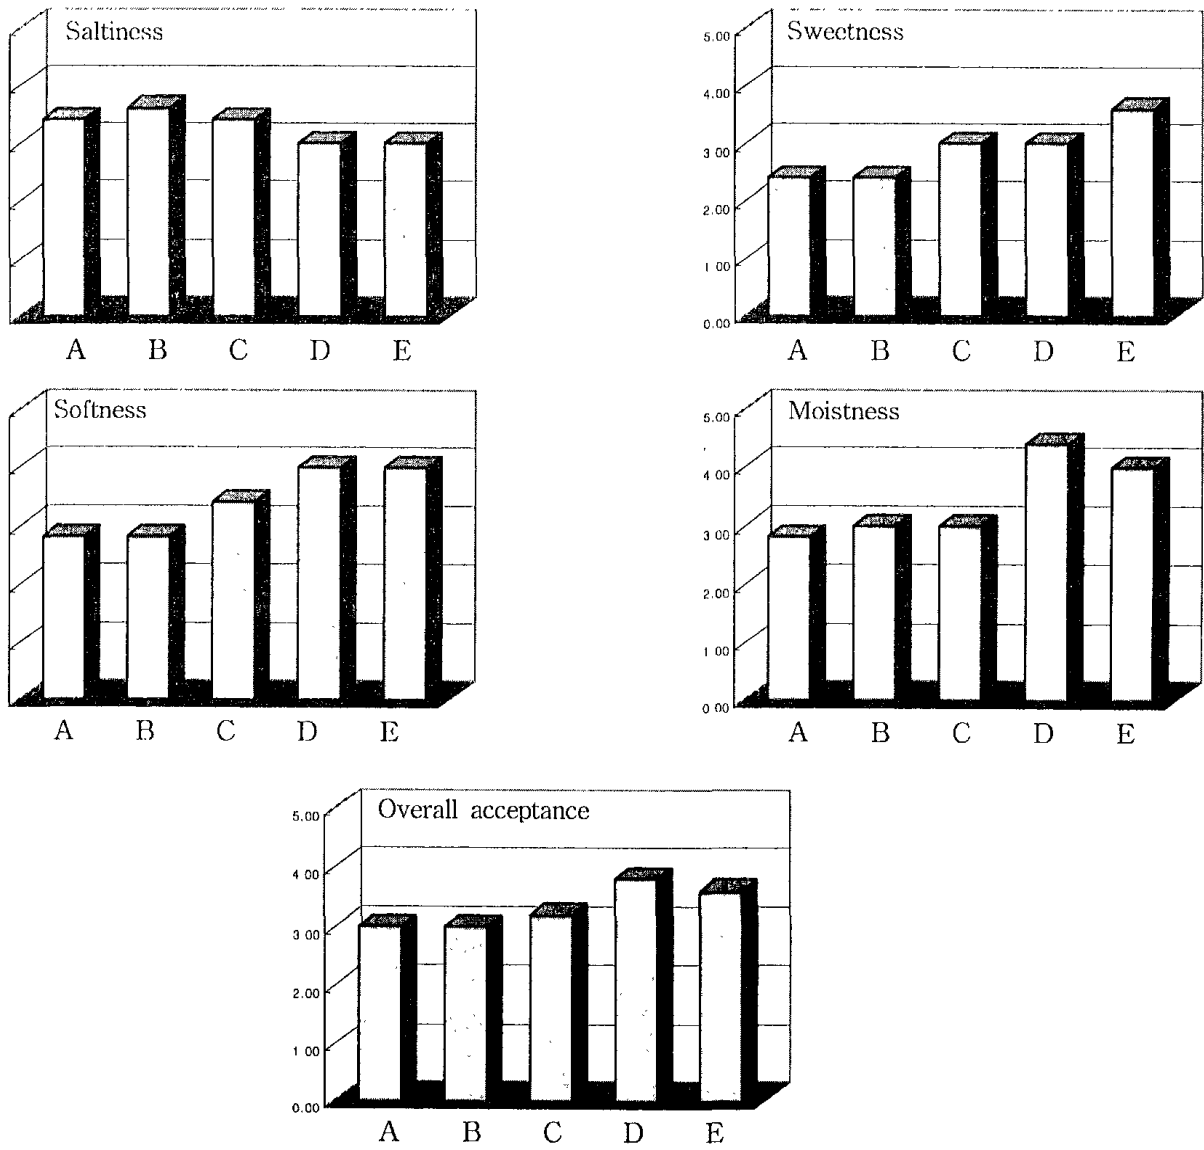 Saltiness
A B C D E
Sweetness
5.00
4.00
3.00
2.00
1.00
0.00
A B C D E
Softness
A B C D E
Moistness
5.00
4.00
3.00
2.00
1.00
0 00
A B C D E
Overall acceptance
5.00
4 00
3 00
2.00
1 00
0.00
A B C D E